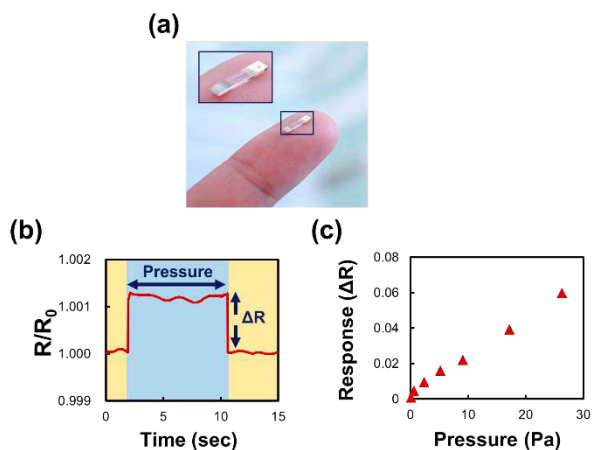 (a)
(b)
R/R₀
1.002
1.001
1.000
0.999
Pressure
ΔR
0
5
10
15
Time (sec)
(c)
Response (ΔR)
0.08
0.06
0.04
0.02
0
0
10
20
30
Pressure (Pa)